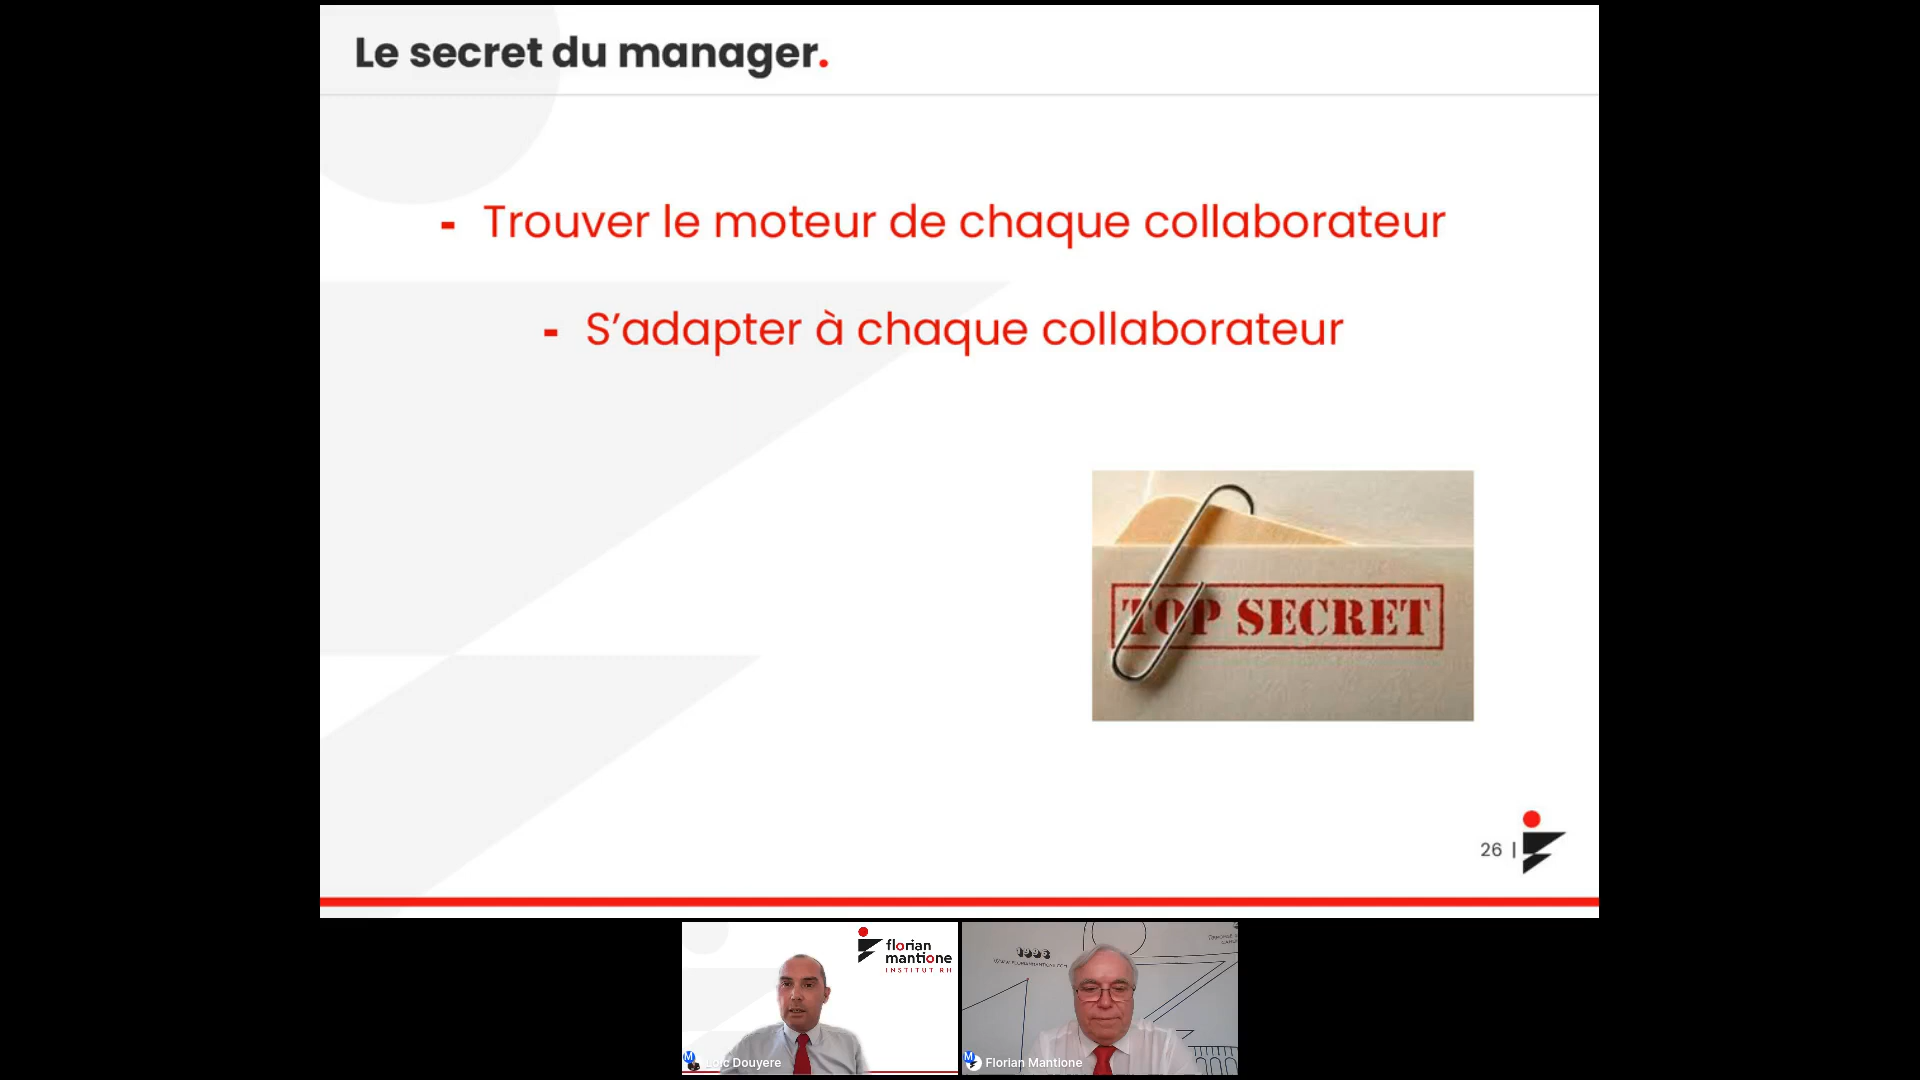 Le secret du manager.
- Trouver le moteur de chaque collaborateur
- S’adapter à chaque collaborateur
TOP SECRET
26 |
florian
mantione
INSTITUT RH
Douyere
1996
Florian Mantione